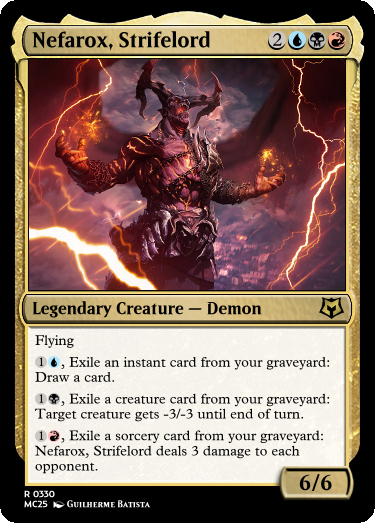 Nefarox, Strifelord 2
Legendary Creature — Demon
Flying
1, Exile an instant card from your graveyard:
Draw a card.
1, Exile a creature card from your graveyard:
Target creature gets -3/-3 until end of turn.
1, Exile a sorcery card from your graveyard:
Nefarox, Strifelord deals 3 damage to each
opponent.
6/6
R 0330
MC25 Guilherme Batista